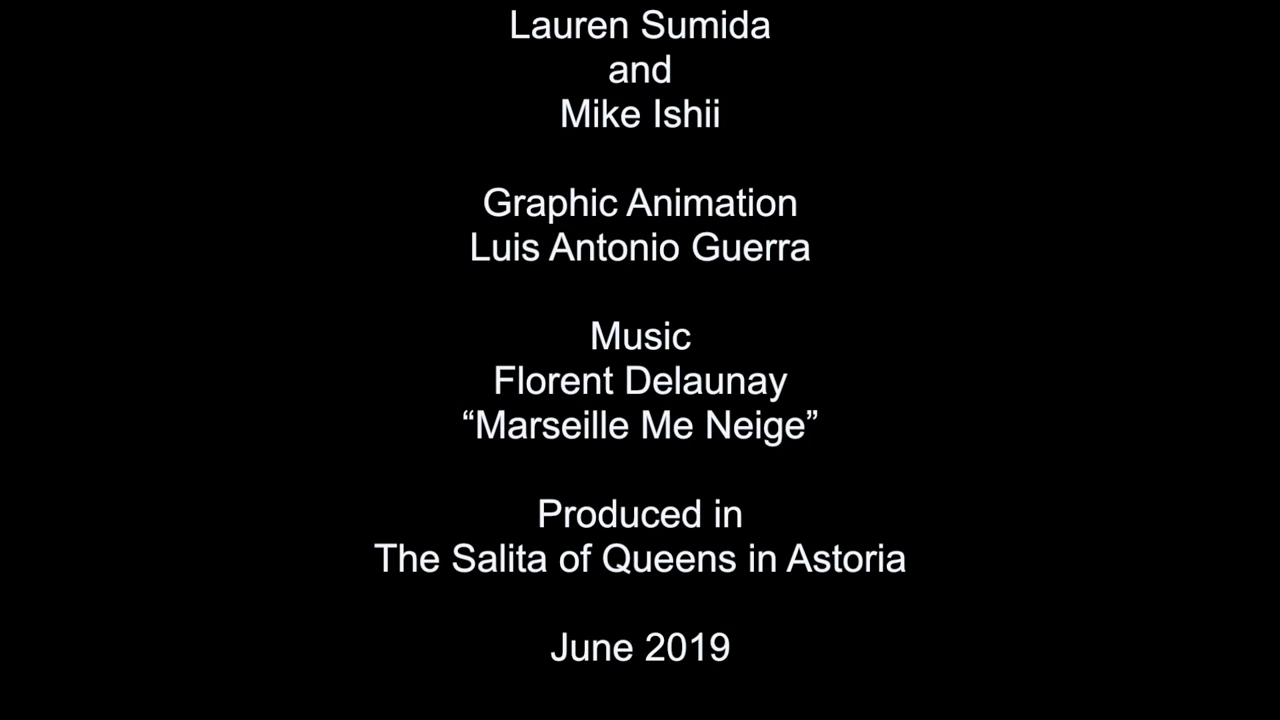 Lauren Sumida
and
Mike Ishii
Graphic Animation
Luis Antonio Guerra
Music
Florent Delaunay
“Marseille Me Neige”
Produced in
The Salita of Queens in Astoria
June 2019